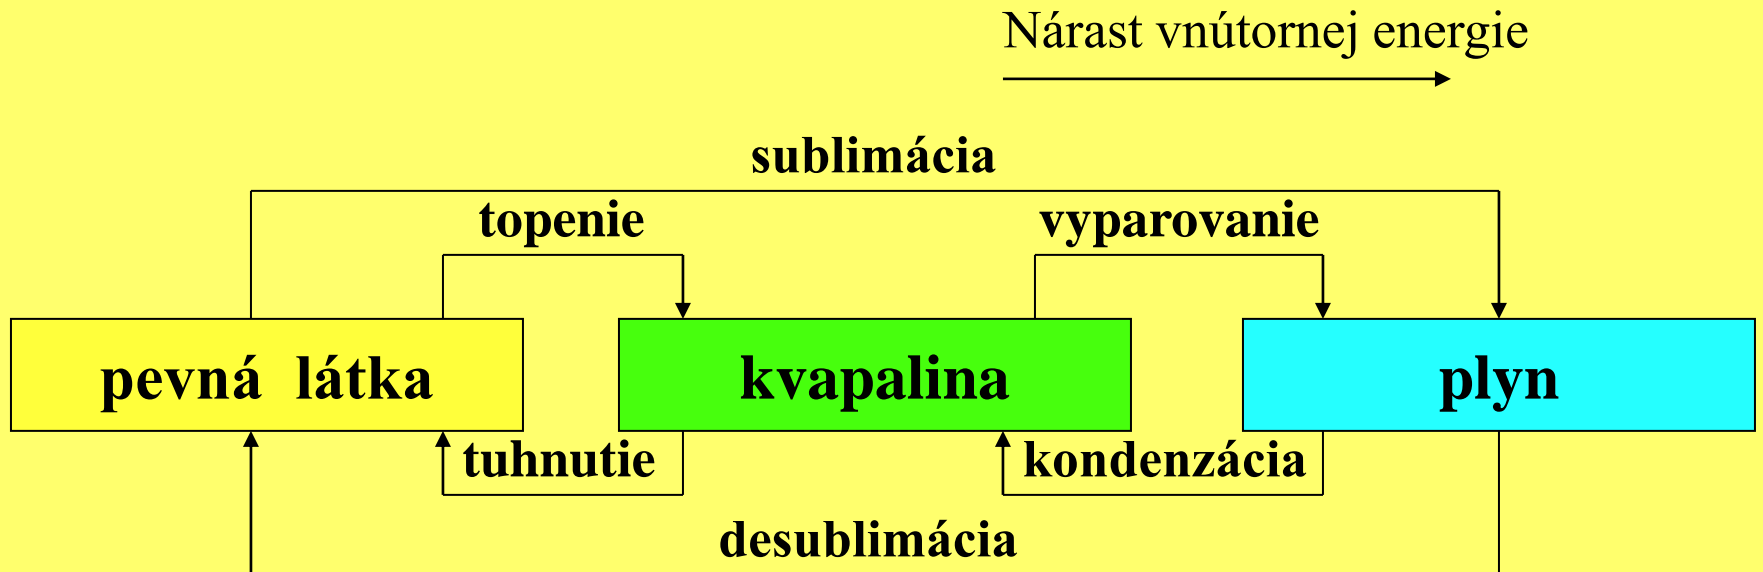 Nárast vnútornej energie
sublimácia
topenie
vyparovanie
pevná látka
kvapalina
plyn
tuhnutie
kondenzácia
desublimácia